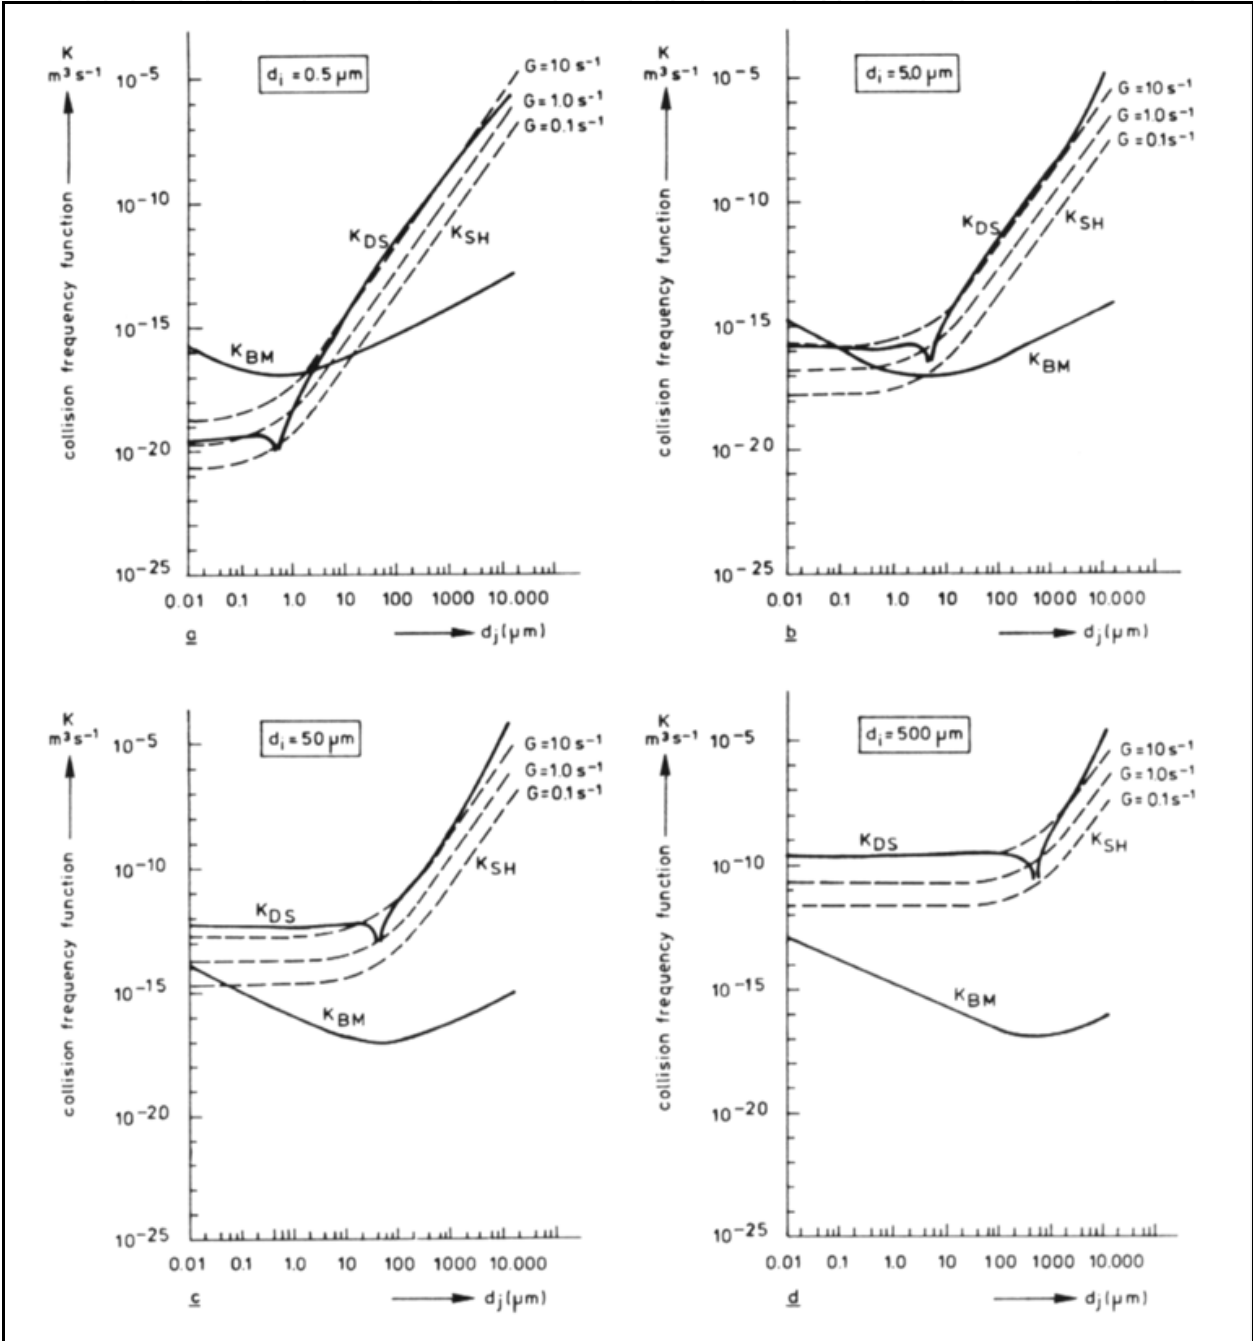 K
m³s⁻¹
dᵢ = 0.5 µm
G = 10 s⁻¹
G = 1.0 s⁻¹
G = 0.1 s⁻¹
10⁻⁵
10⁻¹⁰
10⁻¹⁵
10⁻²⁰
10⁻²⁵
collision frequency function
K_DS
K_SH
K_BM
0.01 0.1 1.0 10 100 1000 10.000
a
dⱼ(µm)
K
m³s⁻¹
dᵢ = 5.0 µm
G = 10 s⁻¹
G = 1.0 s⁻¹
G = 0.1 s⁻¹
10⁻⁵
10⁻¹⁰
10⁻¹⁵
10⁻²⁰
10⁻²⁵
collision frequency function
K_DS
K_SH
K_BM
0.01 0.1 1.0 10 100 1000 10.000
b
dⱼ(µm)
K
m³s⁻¹
dᵢ = 50 µm
G = 10 s⁻¹
G = 1.0 s⁻¹
G = 0.1 s⁻¹
10⁻⁵
10⁻¹⁰
10⁻¹⁵
10⁻²⁰
10⁻²⁵
collision frequency function
K_SH
K_DS
K_BM
0.01 0.1 1.0 10 100 1000 10.000
c
dⱼ(µm)
K
m³s⁻¹
dᵢ = 500 µm
G = 10 s⁻¹
G = 1.0 s⁻¹
G = 0.1 s⁻¹
10⁻⁵
10⁻¹⁰
10⁻¹⁵
10⁻²⁰
10⁻²⁵
collision frequency function
K_DS
K_SH
K_BM
0.01 0.1 1.0 10 100 1000 10.000
d
dⱼ(µm)